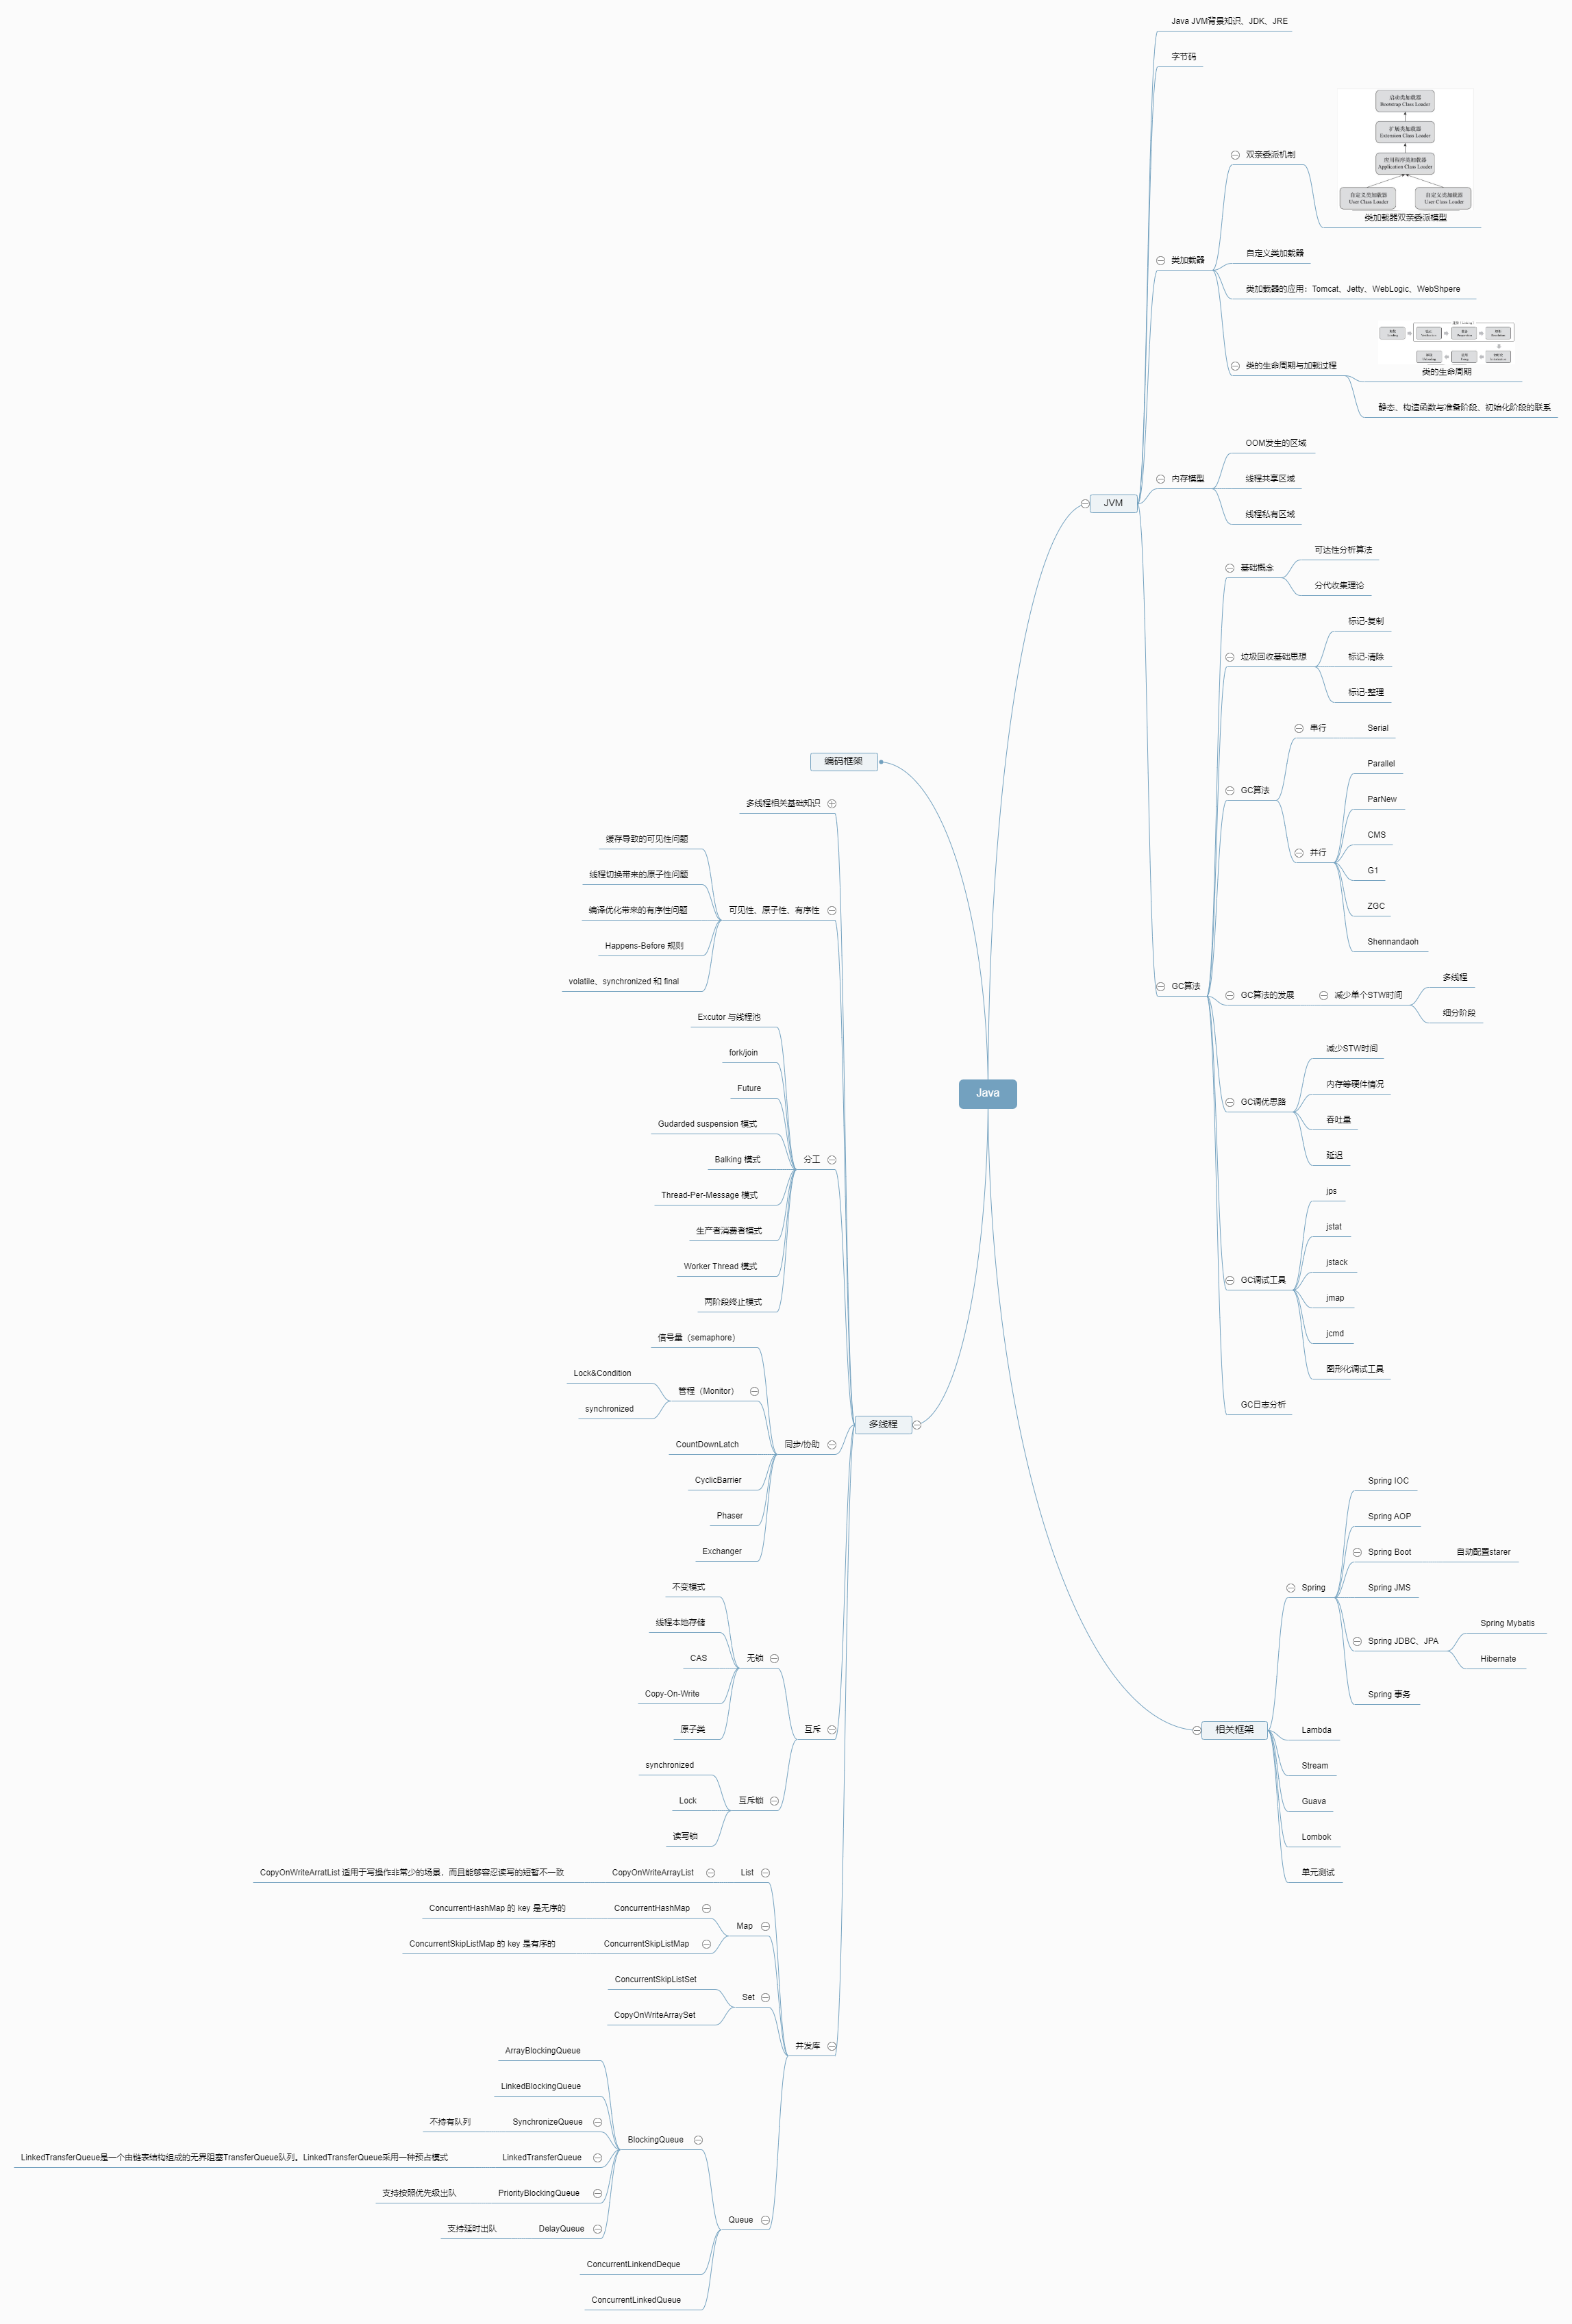 Java
JVM
Java JVM背景知识、JDK、JRE
字节码
类加载器
双亲委派机制
启动类加载器
Bootstrap Class Loader
扩展类加载器
Extension Class Loader
应用程序类加载器
Application Class Loader
自定义类加载器
User Class Loader
自定义类加载器
User Class Loader
类加载器双亲委派模型
自定义类加载器
类加载器的应用：Tomcat、Jetty、WebLogic、WebShpere
类的生命周期与加载过程
类的生命周期
静态、构造函数与准备阶段、初始化阶段的联系
内存模型
OOM发生的区域
线程共享区域
线程私有区域
GC算法
基础概念
可达性分析算法
分代收集理论
垃圾回收基础思想
标记-复制
标记-清除
标记-整理
GC算法
串行
Serial
并行
Parallel
ParNew
CMS
G1
ZGC
Shennandaoh
GC算法的发展
减少单个STW时间
多线程
细分阶段
GC调优思路
减少STW时间
内存等硬件情况
吞吐量
延迟
GC调试工具
jps
jstat
jstack
jmap
jcmd
图形化调试工具
GC日志分析
相关框架
Spring
Spring IOC
Spring AOP
Spring Boot
自动配置starer
Spring JMS
Spring JDBC、JPA
Spring Mybatis
Hibernate
Spring 事务
Lambda
Stream
Guava
Lombok
单元测试
编码框架
多线程
多线程相关基础知识
可见性、原子性、有序性
缓存导致的可见性问题
线程切换带来的原子性问题
编译优化带来的有序性问题
Happens-Before 规则
volatile、synchronized 和 final
分工
Excutor 与线程池
fork/join
Future
Gudarded suspension 模式
Balking 模式
Thread-Per-Message 模式
生产者消费者模式
Worker Thread 模式
两阶段终止模式
同步/协助
信号量（semaphore）
管程（Monitor）
Lock&Condition
synchronized
CountDownLatch
CyclicBarrier
Phaser
Exchanger
互斥
无锁
不变模式
线程本地存储
CAS
Copy-On-Write
原子类
互斥锁
synchronized
Lock
读写锁
并发库
List
CopyOnWriteArrayList
CopyOnWriteArratList 适用于写操作非常少的场景，而且能够容忍读写的短暂不一致
Map
ConcurrentHashMap
ConcurrentHashMap 的 key 是无序的
ConcurrentSkipListMap
ConcurrentSkipListMap 的 key 是有序的
Set
ConcurrentSkipListSet
CopyOnWriteArraySet
Queue
BlockingQueue
ArrayBlockingQueue
LinkedBlockingQueue
SynchronizeQueue
不持有队列
LinkedTransferQueue
LinkedTransferQueue是一个由链表结构组成的无界阻塞TransferQueue队列。LinkedTransferQueue采用一种预占模式
PriorityBlockingQueue
支持按照优先级出队
DelayQueue
支持延时出队
ConcurrentLinkendDeque
ConcurrentLinkedQueue